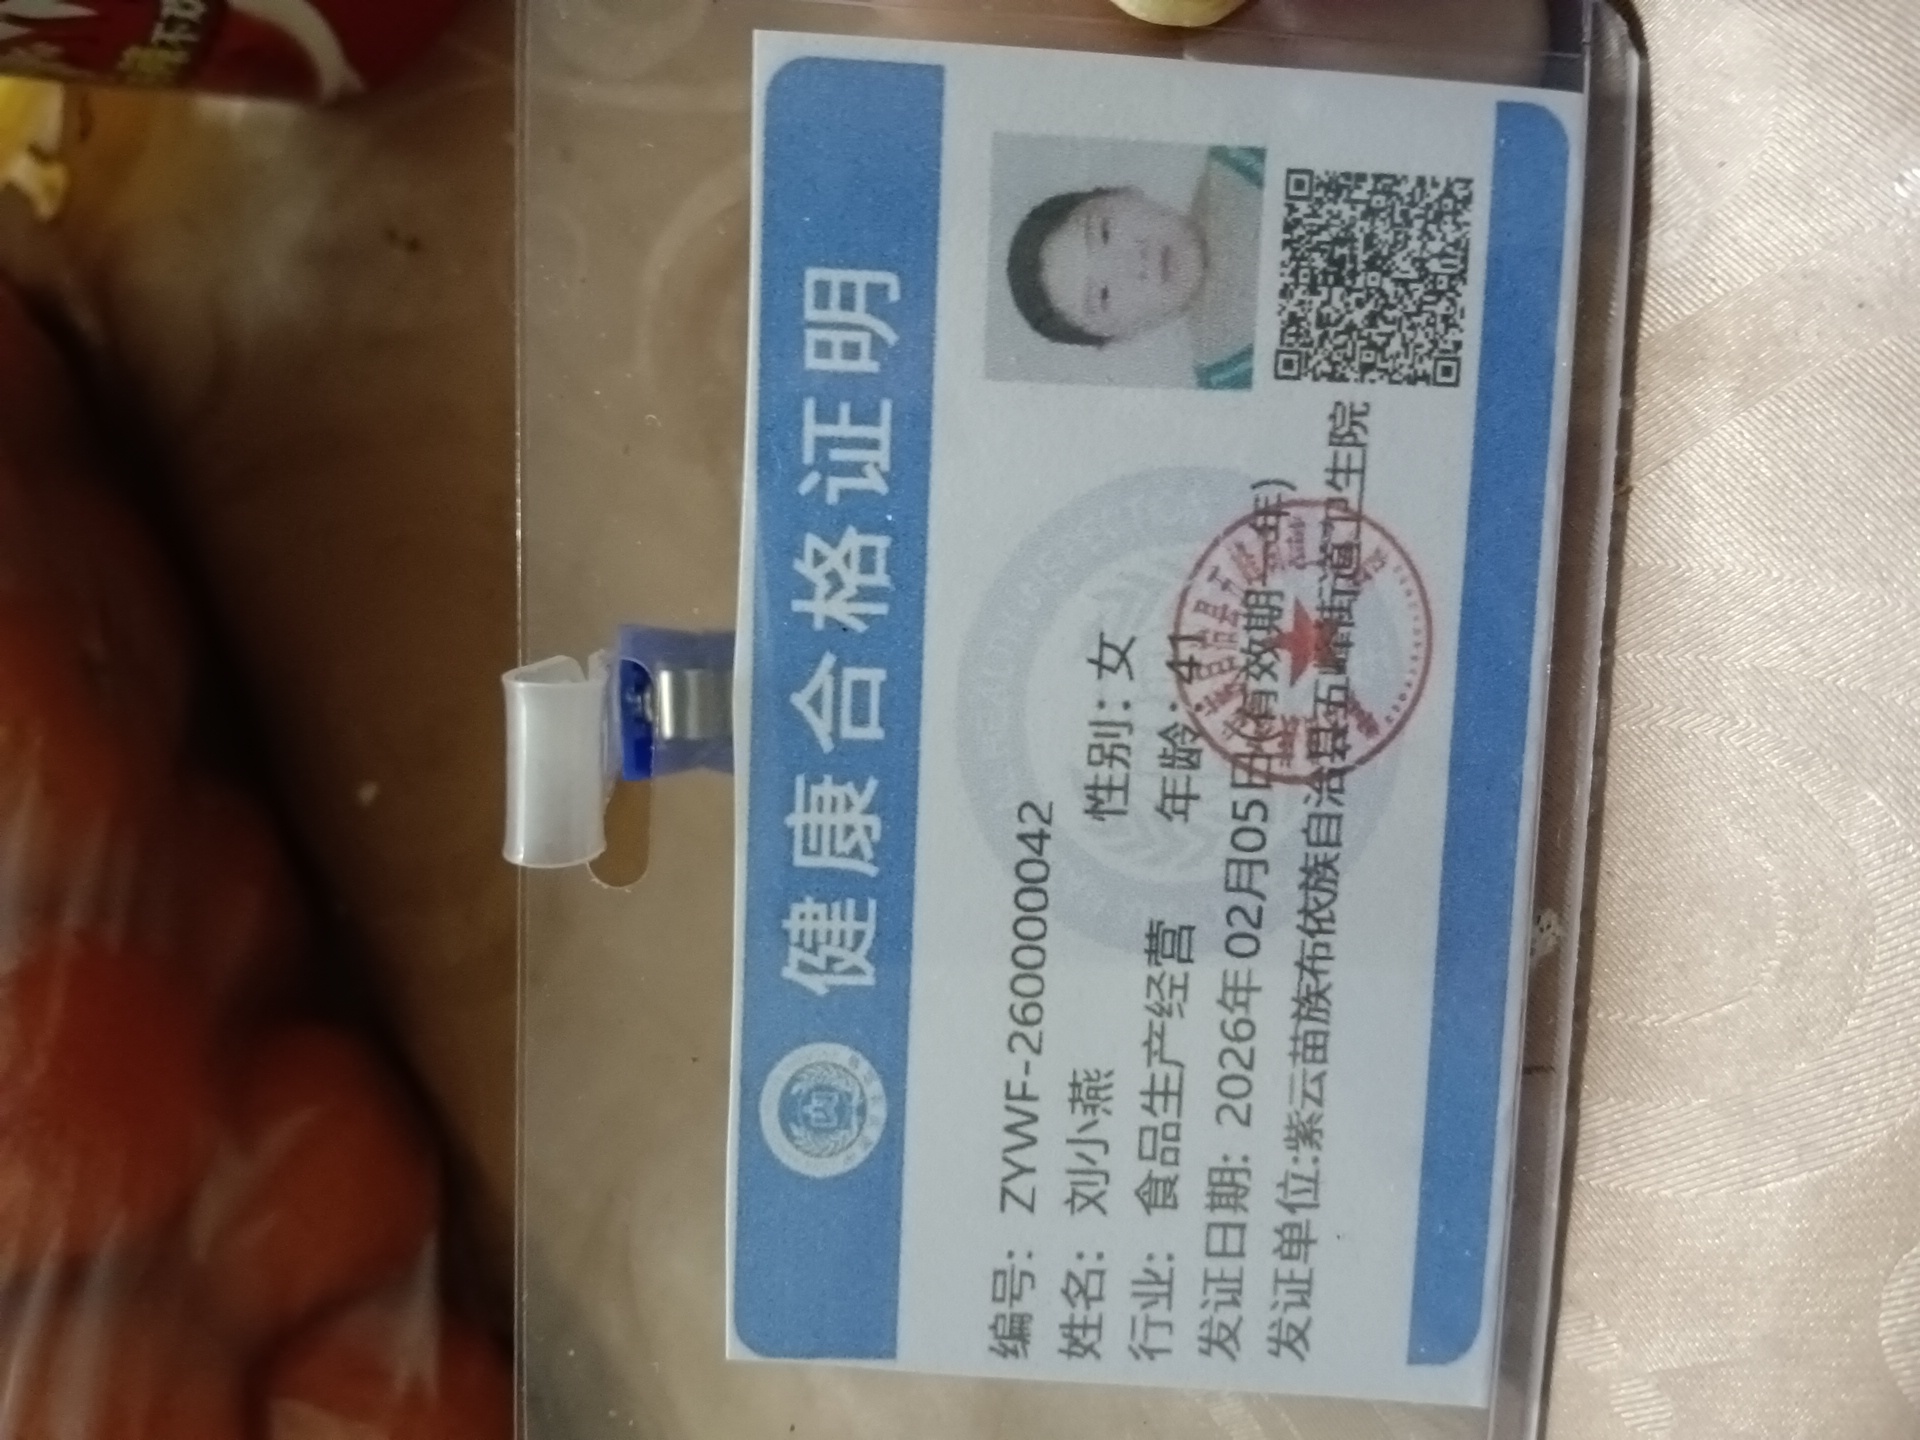 健康合格证明
编号：ZYWF-260000042
姓名：刘小燕 性别：女
行业：食品生产经营 年龄：41
发证日期：2026年02月05日(有效期一年)
发证单位:紫云苗族布依族自治县五峰街道卫生院